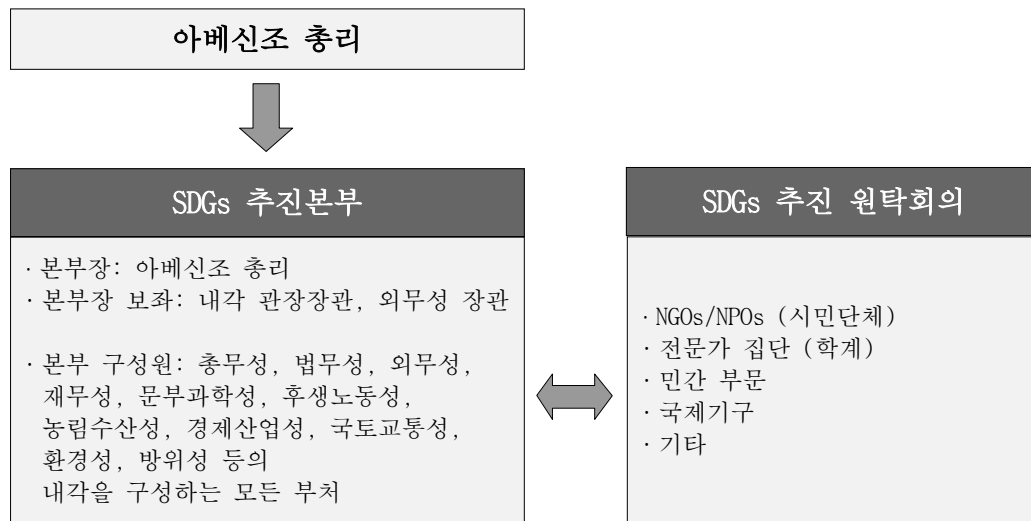 아베신조 총리
SDGs 추진본부
· 본부장: 아베신조 총리
· 본부장 보좌: 내각 관장장관, 외무성 장관
· 본부 구성원: 총무성, 법무성, 외무성,
재무성, 문부과학성, 후생노동성,
농림수산성, 경제산업성, 국토교통성,
환경성, 방위성 등의
내각을 구성하는 모든 부처
SDGs 추진 원탁회의
· NGOs/NPOs (시민단체)
· 전문가 집단 (학계)
· 민간 부문
· 국제기구
· 기타